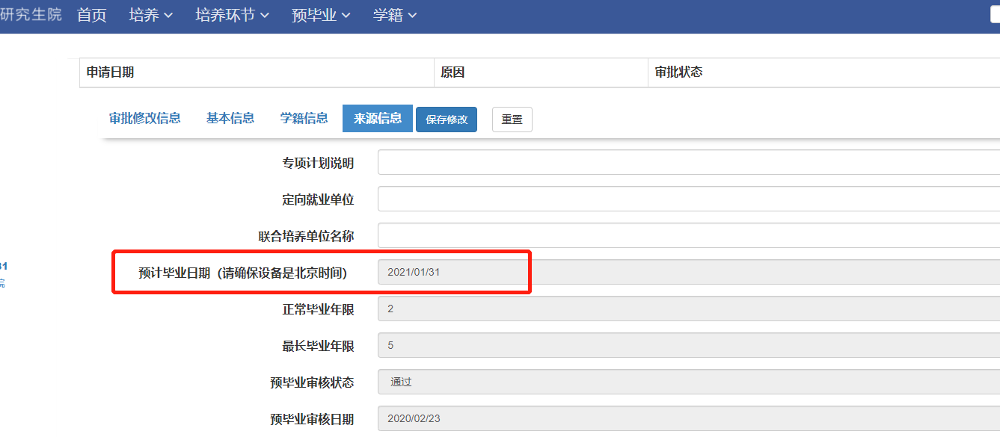 研究生院 首页 培养 培养环节 预毕业 学籍
申请日期 原因 审批状态
审批修改信息 基本信息 学籍信息 来源信息 保存修改 重置
专项计划说明
定向就业单位
联合培养单位名称
预计毕业日期（请确保设备是北京时间） 2021/01/31
31
正常毕业年限 2
院
最长毕业年限 5
预毕业审核状态 通过
预毕业审核日期 2020/02/23